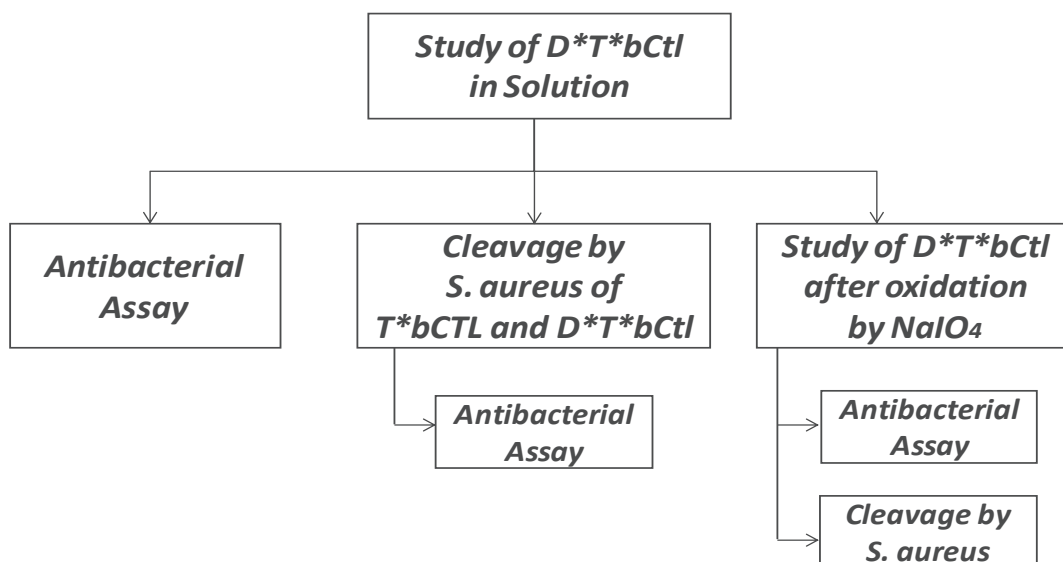 Study of D*T*bCtl
in Solution
Antibacterial
Assay
Cleavage by
S. aureus of
T*bCTL and D*T*bCtl
Study of D*T*bCtl
after oxidation
by NaIO4
Antibacterial
Assay
Antibacterial
Assay
Cleavage by
S. aureus